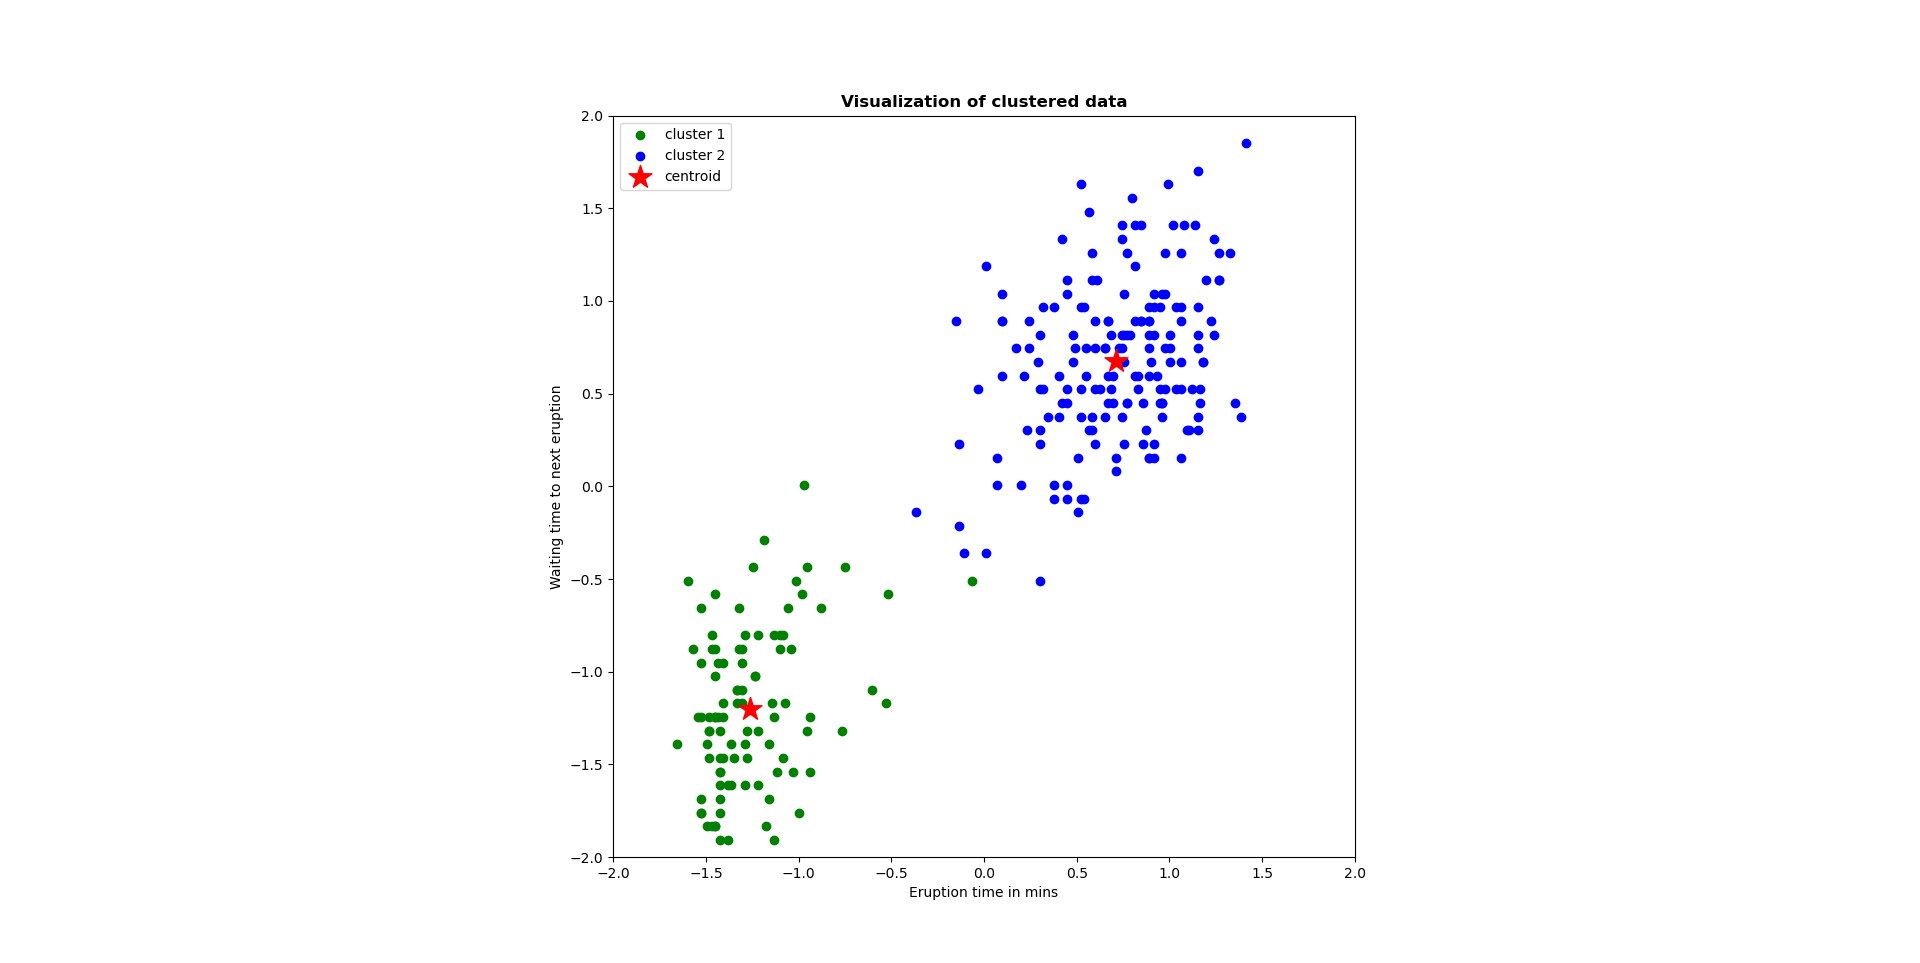 Visualization of clustered data
cluster 1
cluster 2
centroid
2.0
1.5
1.0
0.5
0.0
−0.5
−1.0
−1.5
−2.0
Waiting time to next eruption
−2.0 −1.5 −1.0 −0.5 0.0 0.5 1.0 1.5 2.0
Eruption time in mins